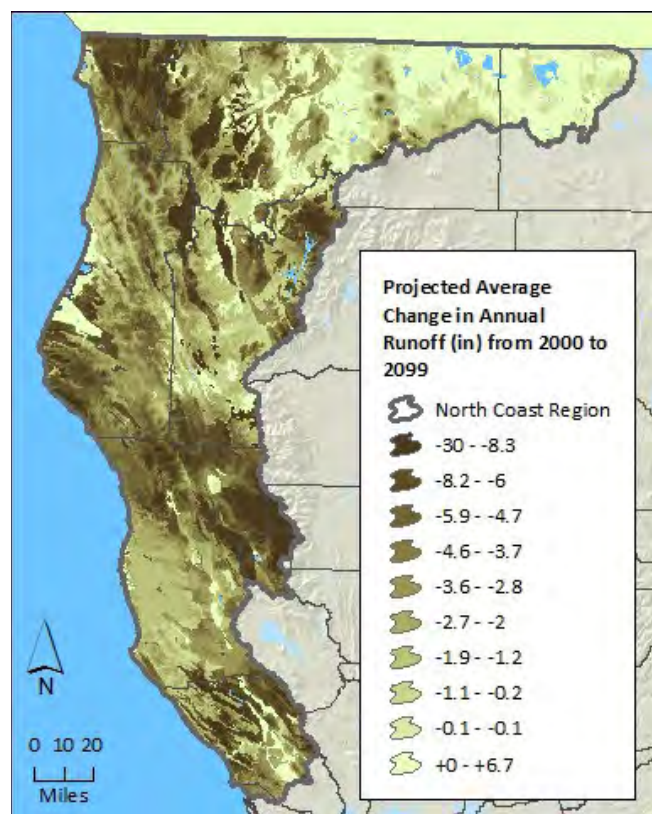 Projected Average
Change in Annual
Runoff (in) from 2000 to
2099
North Coast Region
-30 - -8.3
-8.2 - -6
-5.9 - -4.7
-4.6 - -3.7
-3.6 - -2.8
-2.7 - -2
-1.9 - -1.2
-1.1 - -0.2
-0.1 - -0.1
+0 - +6.7
N
0 10 20
Miles